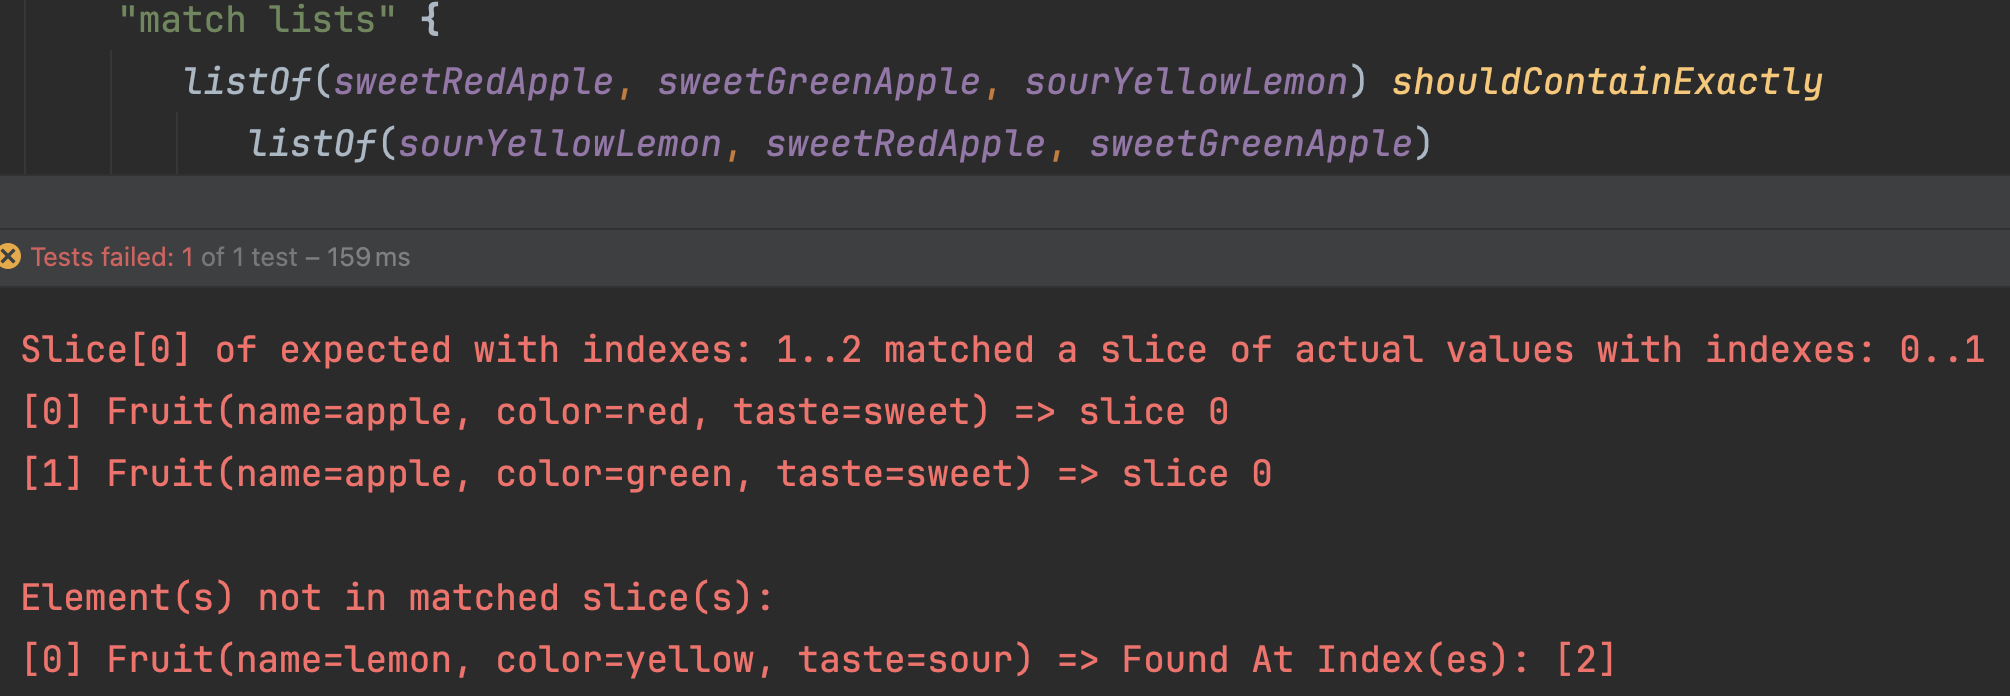 "match lists" {
listOf(sweetRedApple, sweetGreenApple, sourYellowLemon) shouldContainExactly
listOf(sourYellowLemon, sweetRedApple, sweetGreenApple)
Tests failed: 1 of 1 test – 159 ms
Slice[0] of expected with indexes: 1..2 matched a slice of actual values with indexes: 0..1
[0] Fruit(name=apple, color=red, taste=sweet) => slice 0
[1] Fruit(name=apple, color=green, taste=sweet) => slice 0
Element(s) not in matched slice(s):
[0] Fruit(name=lemon, color=yellow, taste=sour) => Found At Index(es): [2]